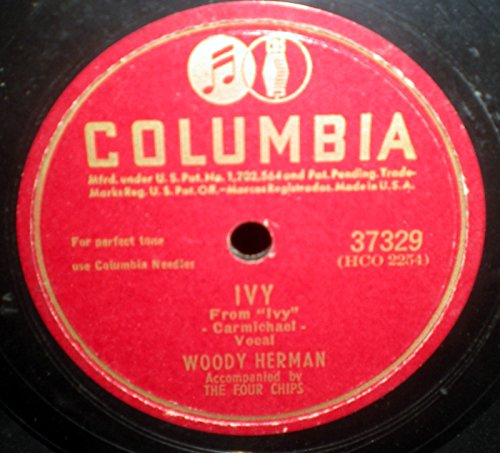 COLUMBIA
Mfrd. under U.S. Pat. No. 1,702,564 and Pat. Pending. Trade-
Marks Reg. U.S. Pat. Off.-Marcas Registradas. Made in U.S.A.
For perfect tone
use Columbia Needles
37329
(HCO 2254)
IVY
From "Ivy"
- Carmichael -
Vocal
WOODY HERMAN
Accompanied by
THE FOUR CHIPS